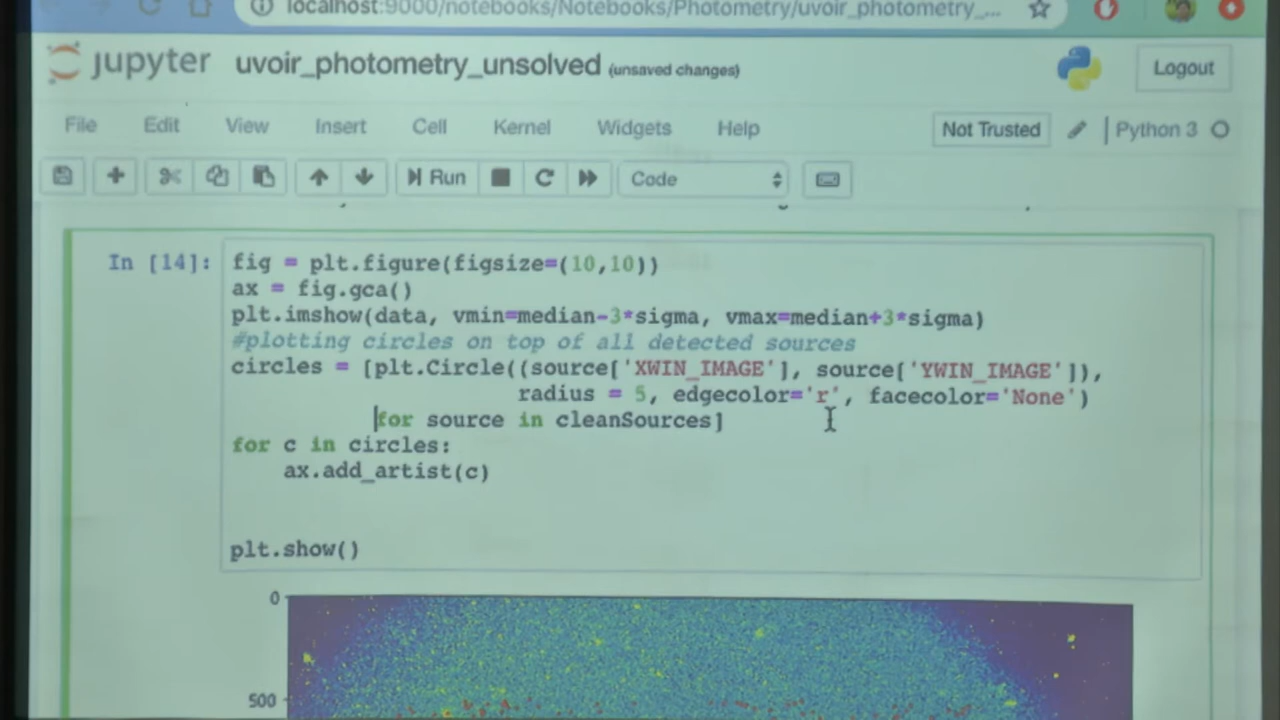 localhost:9000/notebooks/Notebooks/Photometry/uvoir_photometry_...
jupyter uvoir_photometry_unsolved (unsaved changes) Logout
File Edit View Insert Cell Kernel Widgets Help Not Trusted Python 3
Run Code
In [14]: fig = plt.figure(figsize=(10,10))
ax = fig.gca()
plt.imshow(data, vmin=median-3*sigma, vmax=median+3*sigma)
#plotting circles on top of all detected sources
circles = [plt.Circle((source['XWIN_IMAGE'], source['YWIN_IMAGE']),
radius = 5, edgecolor='r', facecolor='None')
for source in cleanSources]
for c in circles:
ax.add_artist(c)
plt.show()
0
500